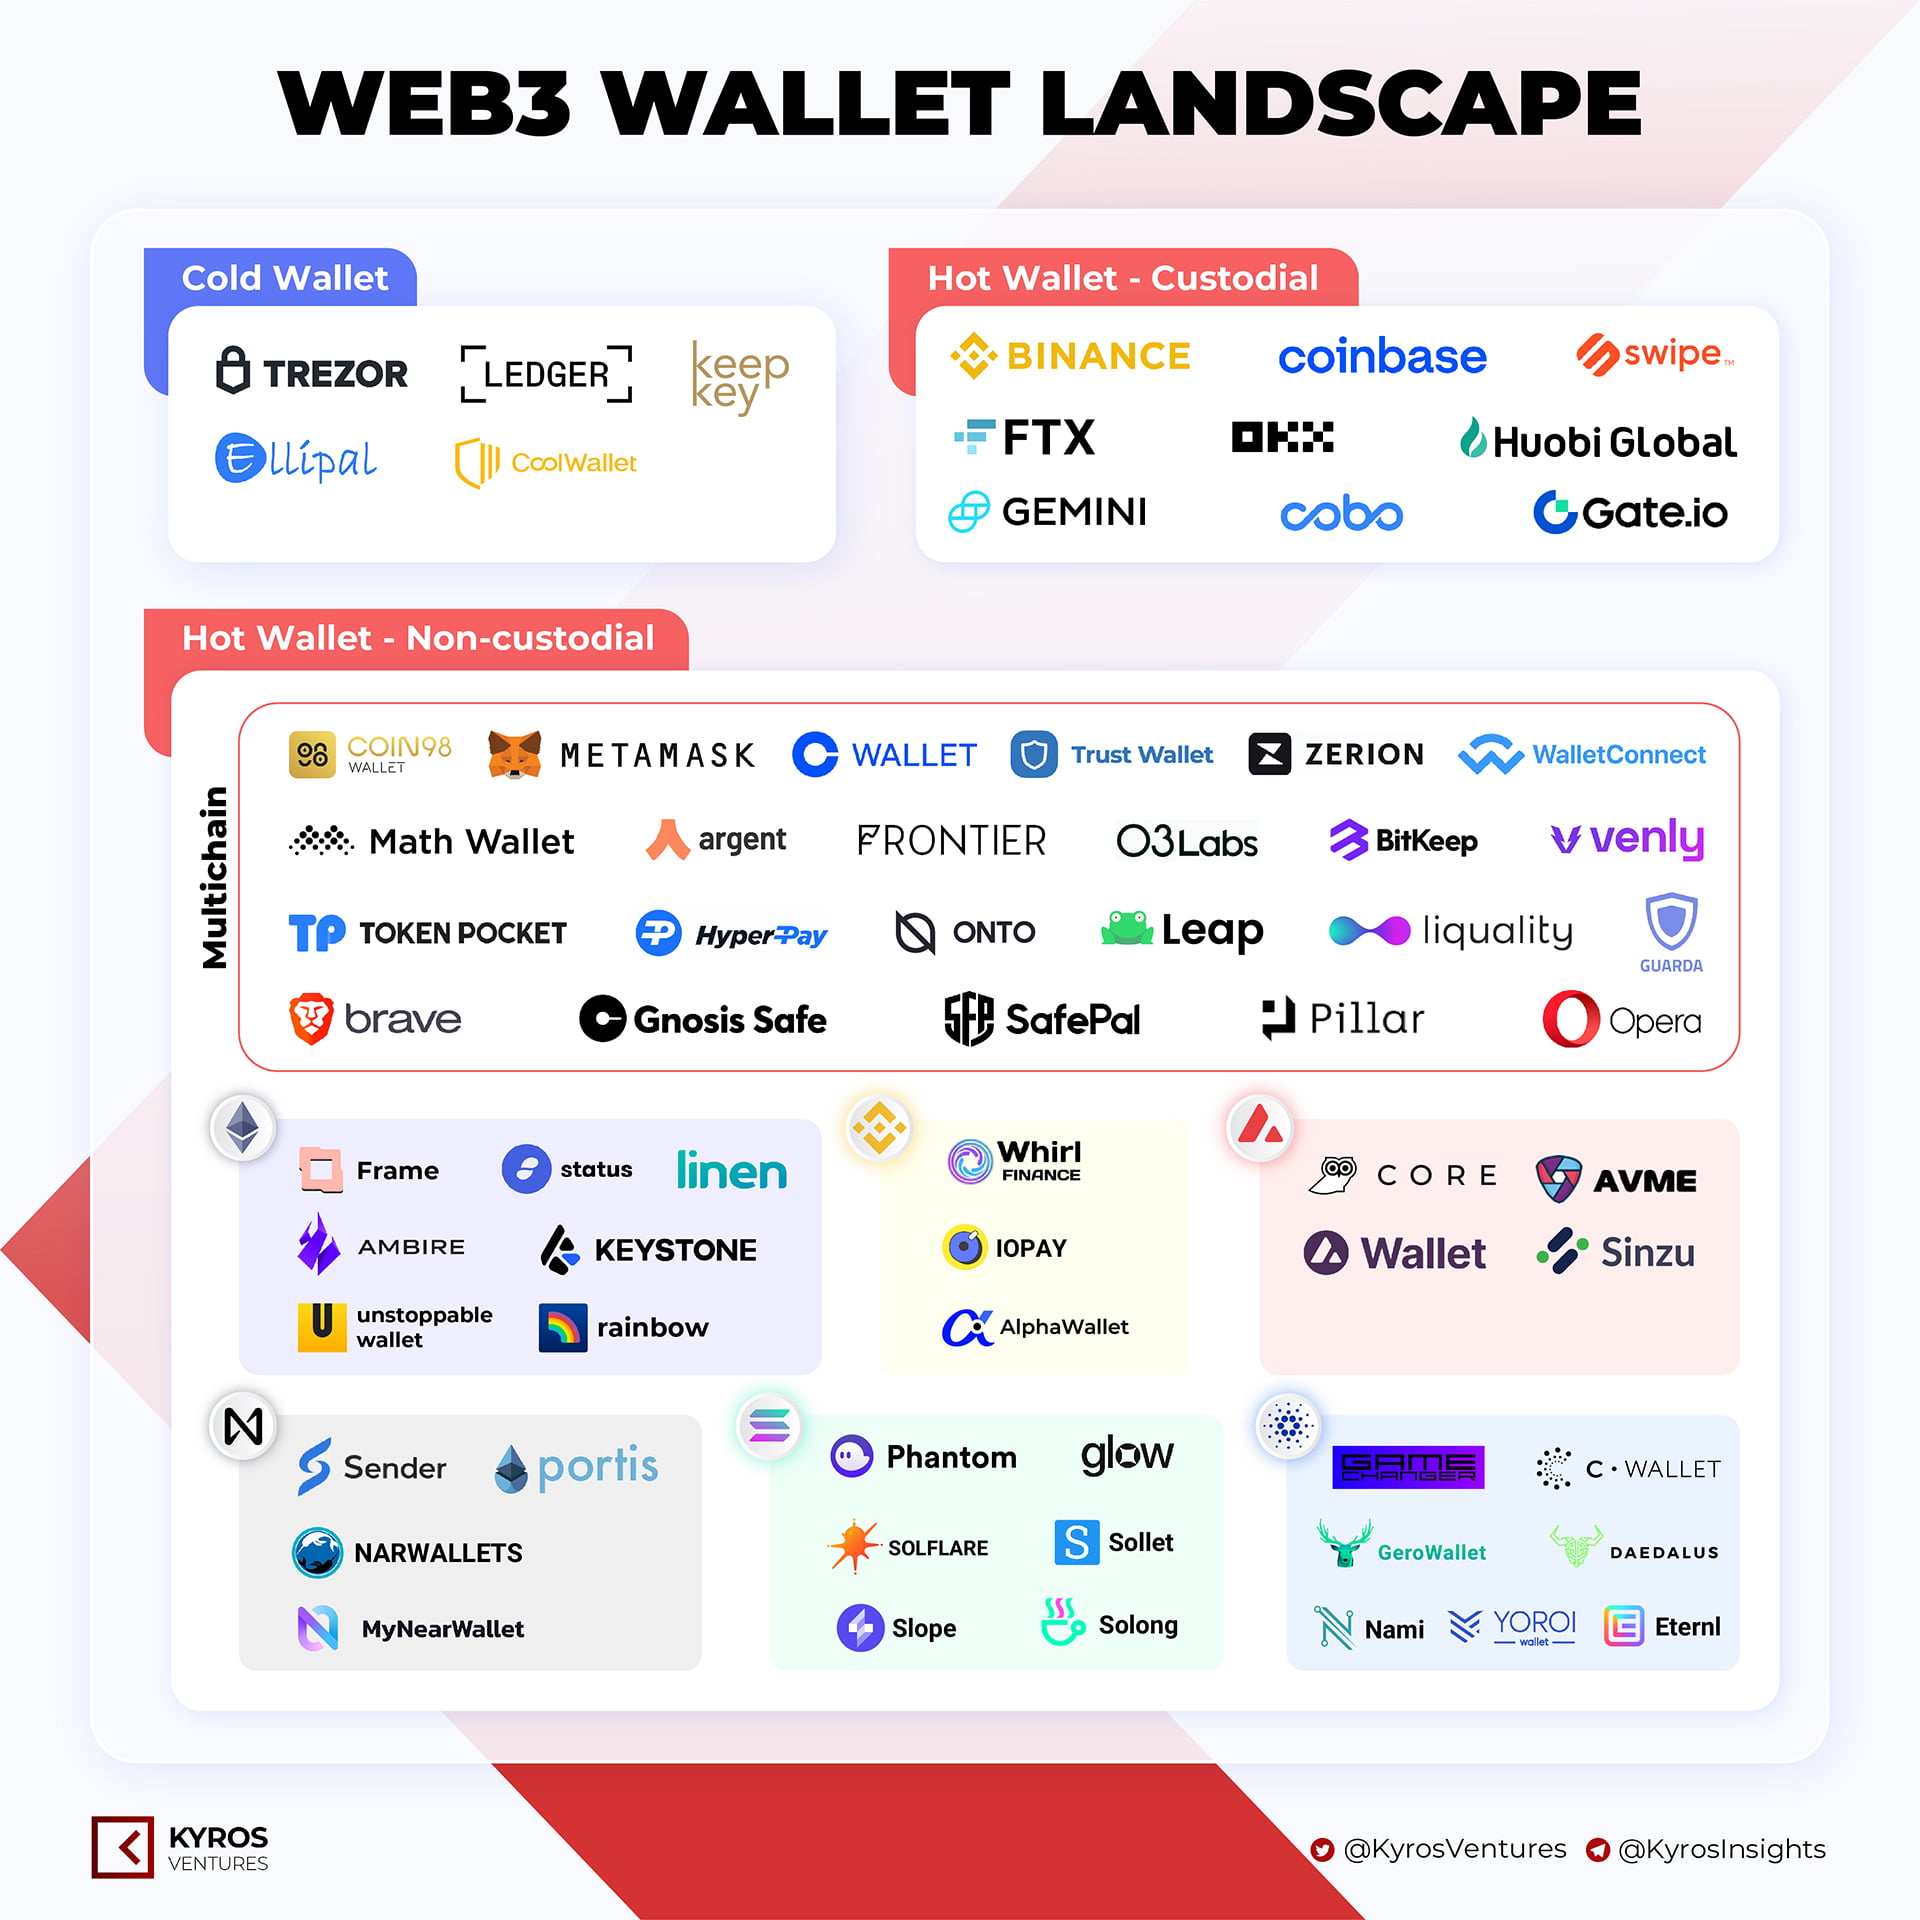 WEB3 WALLET LANDSCAPE
Cold Wallet
TREZOR
LEDGER
keep
key
Ellipal
CoolWallet
Hot Wallet - Custodial
BINANCE
coinbase
swipe™
FTX
OKX
Huobi Global
GEMINI
cobo
Gate.io
Hot Wallet - Non-custodial
Multichain
98
COIN98
WALLET
METAMASK
WALLET
Trust Wallet
ZERION
WalletConnect
Math Wallet
argent
FRONTIER
O3Labs
BitKeep
venly
TP TOKEN POCKET
HyperPay
ONTO
Leap
liquality
GUARDA
brave
Gnosis Safe
SFP SafePal
Pillar
Opera
Frame
status
linen
AMBIRE
KEYSTONE
U unstoppable
wallet
rainbow
Whirl
FINANCE
IOPAY
AlphaWallet
CORE
AVME
Wallet
Sinzu
Sender
portis
NARWALLETS
MyNearWallet
Phantom
glow
SOLFLARE
S Sollet
Slope
Solong
GAME
CHANGER
C · WALLET
GeroWallet
DAEDALUS
Nami
YOROI
wallet
Eternl
KYROS
VENTURES
@KyrosVentures
@KyrosInsights